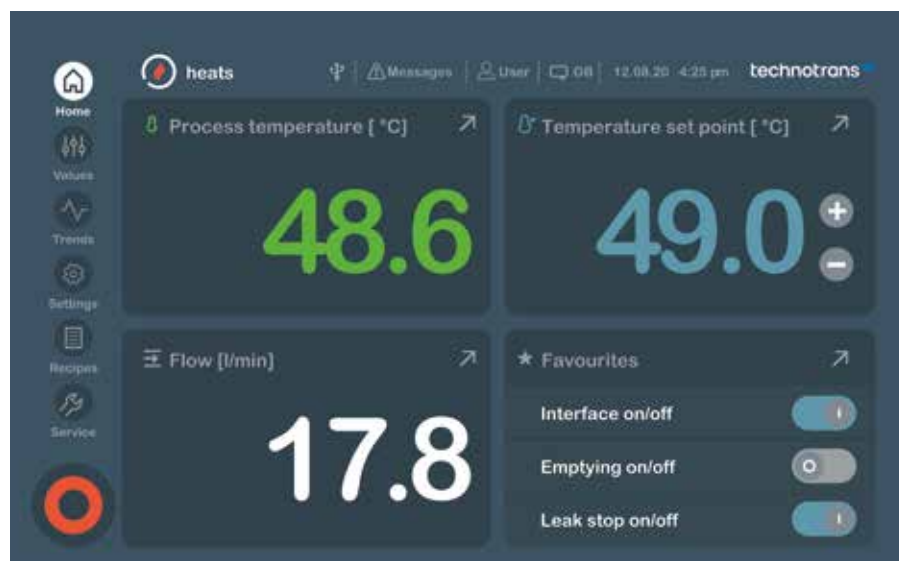 heats
Messages
User
GB
12.08.20 4:25 pm
technotrans
Home
Values
Trends
Settings
Recipes
Service
Process temperature [ °C]
48.6
Temperature set point [ °C]
49.0
Flow [l/min]
17.8
Favourites
Interface on/off
Emptying on/off
Leak stop on/off